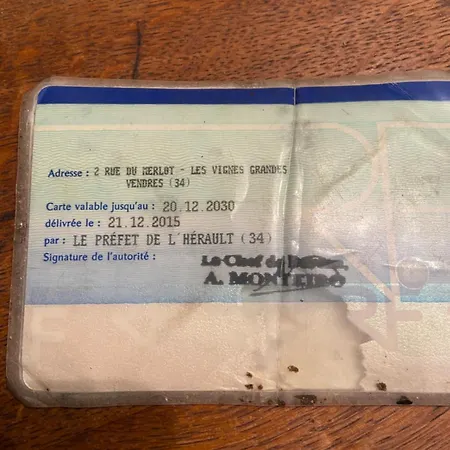 Adresse : 2 RUE DU MERLOT - LES VIGNES GRANDES
VENDRES (34)
Carte valable jusqu'au : 20.12.2030
délivrée le : 21.12.2015
par : LE PRÉFET DE L'HÉRAULT (34)
Signature de l'autorité :
Le Chef de
A. MONTEIRO